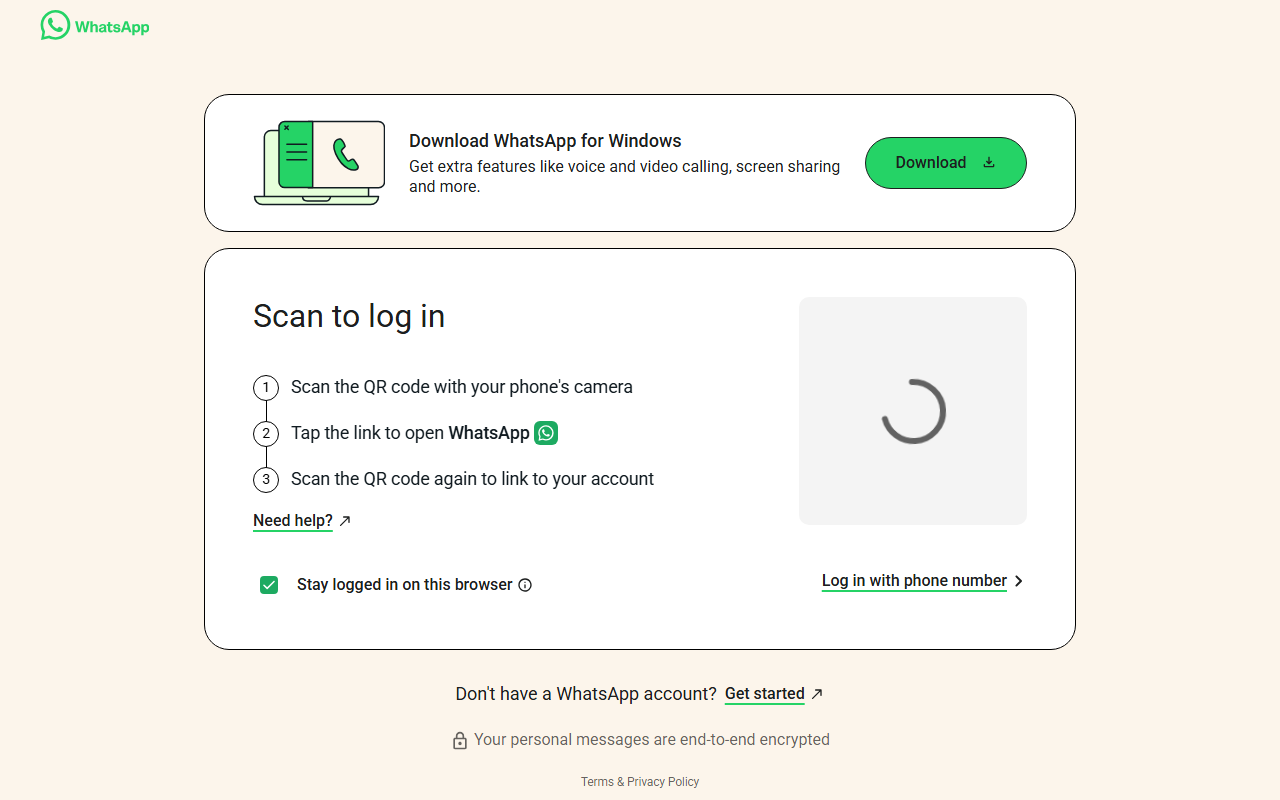 WhatsApp
Download WhatsApp for Windows
Get extra features like voice and video calling, screen sharing
and more.
Download
Scan to log in
1 Scan the QR code with your phone's camera
2 Tap the link to open WhatsApp
3 Scan the QR code again to link to your account
Need help?
Stay logged in on this browser
Log in with phone number
Don't have a WhatsApp account? Get started
Your personal messages are end-to-end encrypted
Terms & Privacy Policy